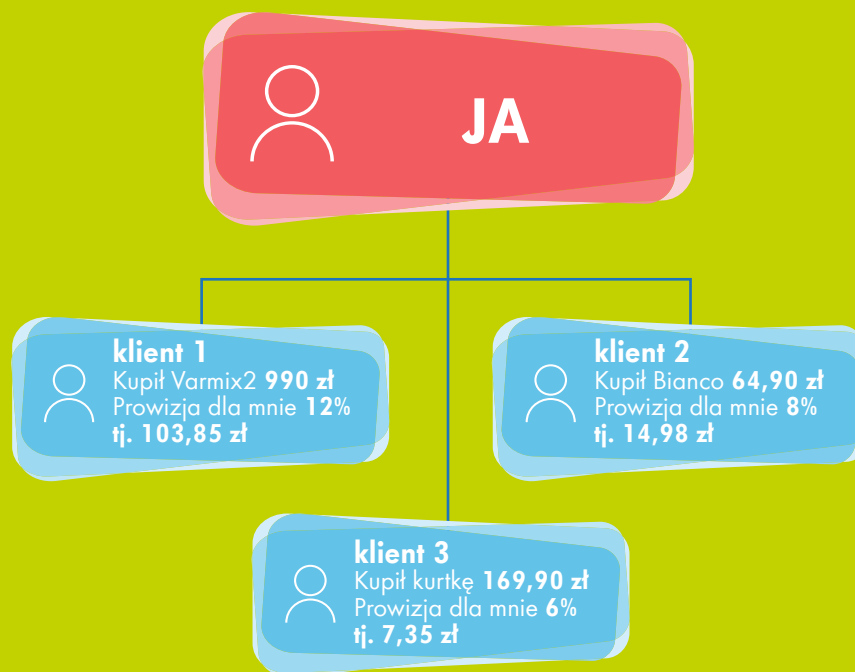 JA
klient 1
Kupił Varmix2 990 zł
Prowizja dla mnie 12%
tj. 103,85 zł
klient 2
Kupił Bianco 64,90 zł
Prowizja dla mnie 8%
tj. 14,98 zł
klient 3
Kupił kurtkę 169,90 zł
Prowizja dla mnie 6%
tj. 7,35 zł